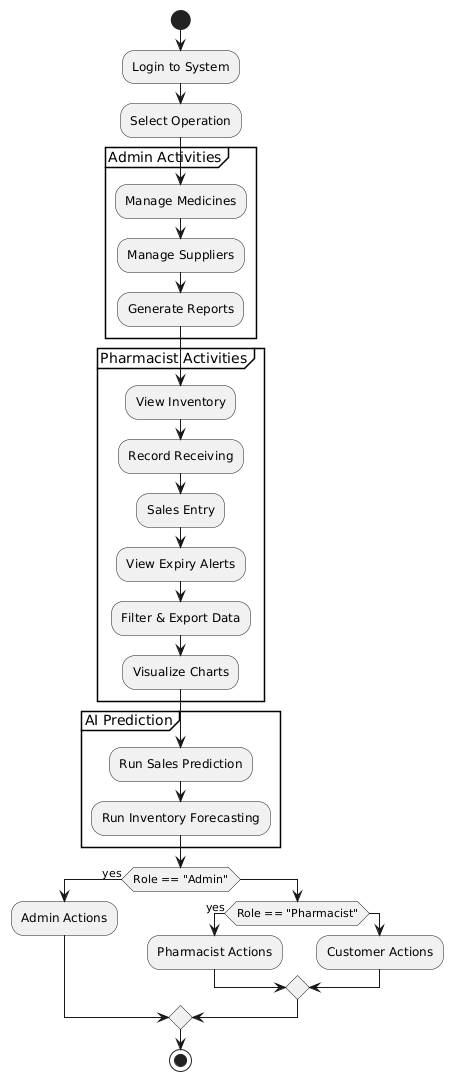 Login to System
Select Operation
Admin Activities
Manage Medicines
Manage Suppliers
Generate Reports
Pharmacist Activities
View Inventory
Record Receiving
Sales Entry
View Expiry Alerts
Filter & Export Data
Visualize Charts
AI Prediction
Run Sales Prediction
Run Inventory Forecasting
yes
Role == "Admin"
Admin Actions
yes
Role == "Pharmacist"
Pharmacist Actions
Customer Actions